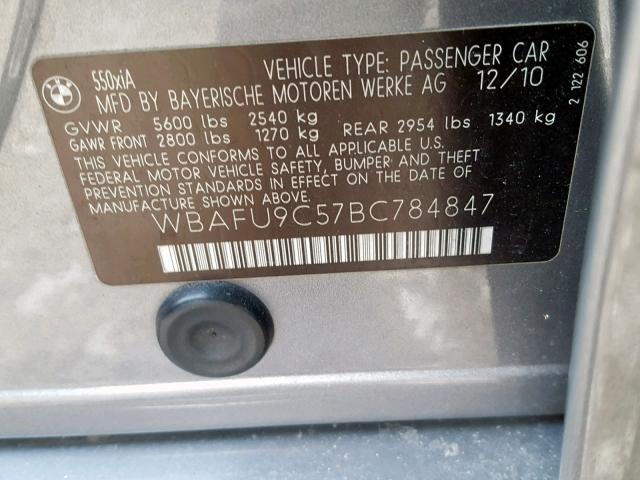 BMW
550xiA VEHICLE TYPE: PASSENGER CAR
MFD BY BAYERISCHE MOTOREN WERKE AG 12/10
GVWR 5600 lbs 2540 kg
GAWR FRONT 2800 lbs 1270 kg REAR 2954 lbs 1340 kg
THIS VEHICLE CONFORMS TO ALL APPLICABLE U.S.
FEDERAL MOTOR VEHICLE SAFETY, BUMPER AND THEFT
PREVENTION STANDARDS IN EFFECT ON THE DATE OF
MANUFACTURE SHOWN ABOVE.
WBAFU9C57BC784847
2 122 606